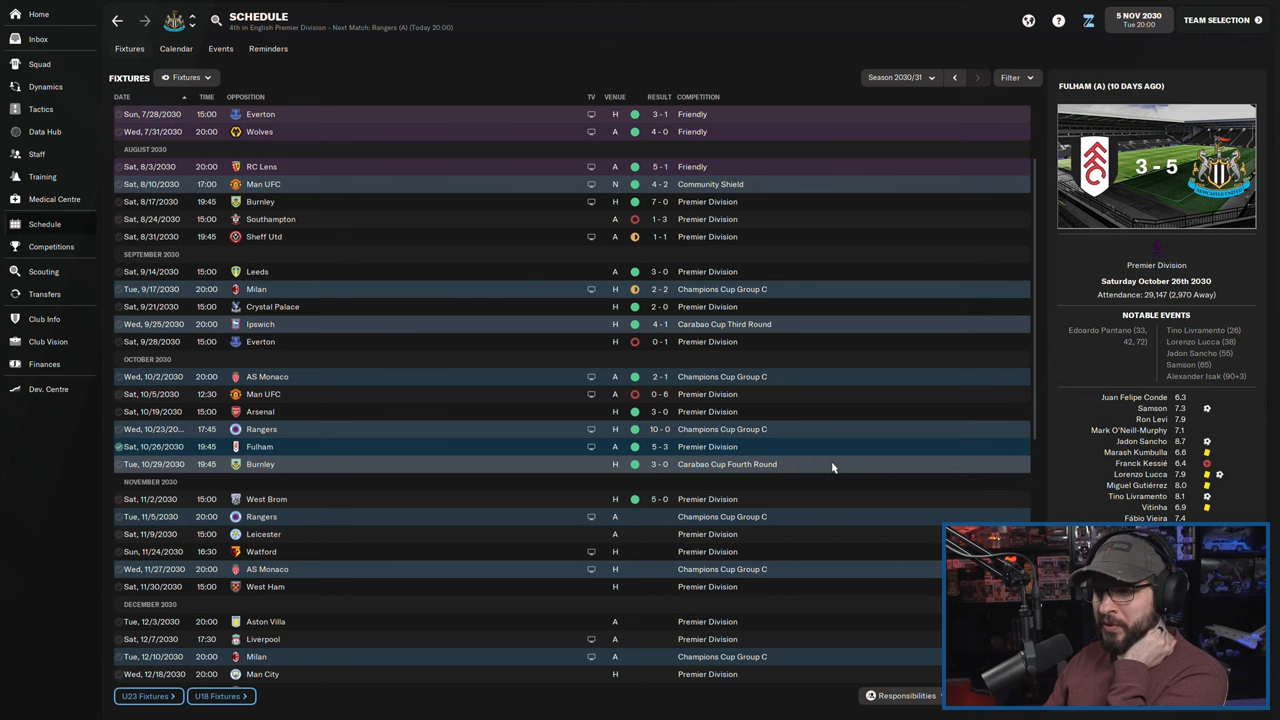 Home
Inbox
Squad
Dynamics
Tactics
Data Hub
Staff
Training
Medical Centre
Schedule
Competitions
Scouting
Transfers
Club Info
Club Vision
Finances
Dev. Centre
SCHEDULE
4th in English Premier Division - Next Match: Rangers (A) (Today 20:00)
5 NOV 2030
Tue 20:00
TEAM SELECTION
Fixtures Calendar Events Reminders
FIXTURES Fixtures Season 2030/31 Filter
DATE TIME OPPOSITION TV VENUE RESULT COMPETITION
Sun, 7/28/2030 15:00 Everton H 3 - 1 Friendly
Wed, 7/31/2030 20:00 Wolves A 4 - 0 Friendly
AUGUST 2030
Sat, 8/3/2030 20:00 RC Lens A 5 - 1 Friendly
Sat, 8/10/2030 17:00 Man UFC N 4 - 2 Community Shield
Sat, 8/17/2030 19:45 Burnley H 7 - 0 Premier Division
Sat, 8/24/2030 15:00 Southampton A 1 - 3 Premier Division
Sat, 8/31/2030 19:45 Sheff Utd A 1 - 1 Premier Division
SEPTEMBER 2030
Sat, 9/14/2030 15:00 Leeds A 3 - 0 Premier Division
Tue, 9/17/2030 20:00 Milan H 2 - 2 Champions Cup Group C
Sat, 9/21/2030 15:00 Crystal Palace H 2 - 0 Premier Division
Wed, 9/25/2030 20:00 Ipswich H 4 - 1 Carabao Cup Third Round
Sat, 9/28/2030 15:00 Everton H 0 - 1 Premier Division
OCTOBER 2030
Wed, 10/2/2030 20:00 AS Monaco A 2 - 1 Champions Cup Group C
Sat, 10/5/2030 12:30 Man UFC A 0 - 6 Premier Division
Sat, 10/19/2030 15:00 Arsenal H 3 - 0 Premier Division
Wed, 10/23/20... 17:45 Rangers H 10 - 0 Champions Cup Group C
Sat, 10/26/2030 19:45 Fulham A 5 - 3 Premier Division
Tue, 10/29/2030 19:45 Burnley H 3 - 0 Carabao Cup Fourth Round
NOVEMBER 2030
Sat, 11/2/2030 15:00 West Brom H 5 - 0 Premier Division
Tue, 11/5/2030 20:00 Rangers A Champions Cup Group C
Sat, 11/9/2030 15:00 Leicester A Premier Division
Sun, 11/24/2030 16:30 Watford H Premier Division
Wed, 11/27/2030 20:00 AS Monaco H Champions Cup Group C
Sat, 11/30/2030 15:00 West Ham H Premier Division
DECEMBER 2030
Tue, 12/3/2030 20:00 Aston Villa A Premier Division
Sat, 12/7/2030 17:30 Liverpool A Premier Division
Tue, 12/10/2030 20:00 Milan A Champions Cup Group C
Wed, 12/18/2030 20:00 Man City H Premier Division
U23 Fixtures U18 Fixtures Responsibilities
FULHAM (A) (10 DAYS AGO)
3 - 5
NEWCASTLE UNITED
Premier Division
Saturday October 26th 2030
Attendance: 29,147 (2,970 Away)
NOTABLE EVENTS
Edoardo Pantano (33, 42, 72)
Tino Livramento (26)
Lorenzo Lucca (38)
Jadon Sancho (55)
Samson (65)
Alexander Isak (90+3)
Juan Felipe Conde 6.3
Samson 7.3
Ron Levi 7.9
Mark O'Neill-Murphy 7.1
Jadon Sancho 8.7
Marash Kumbulla 6.6
Franck Kessié 6.4
Lorenzo Lucca 7.9
Miguel Gutiérrez 8.0
Tino Livramento 8.1
Vitinha 6.9
Fábio Vieira 7.4